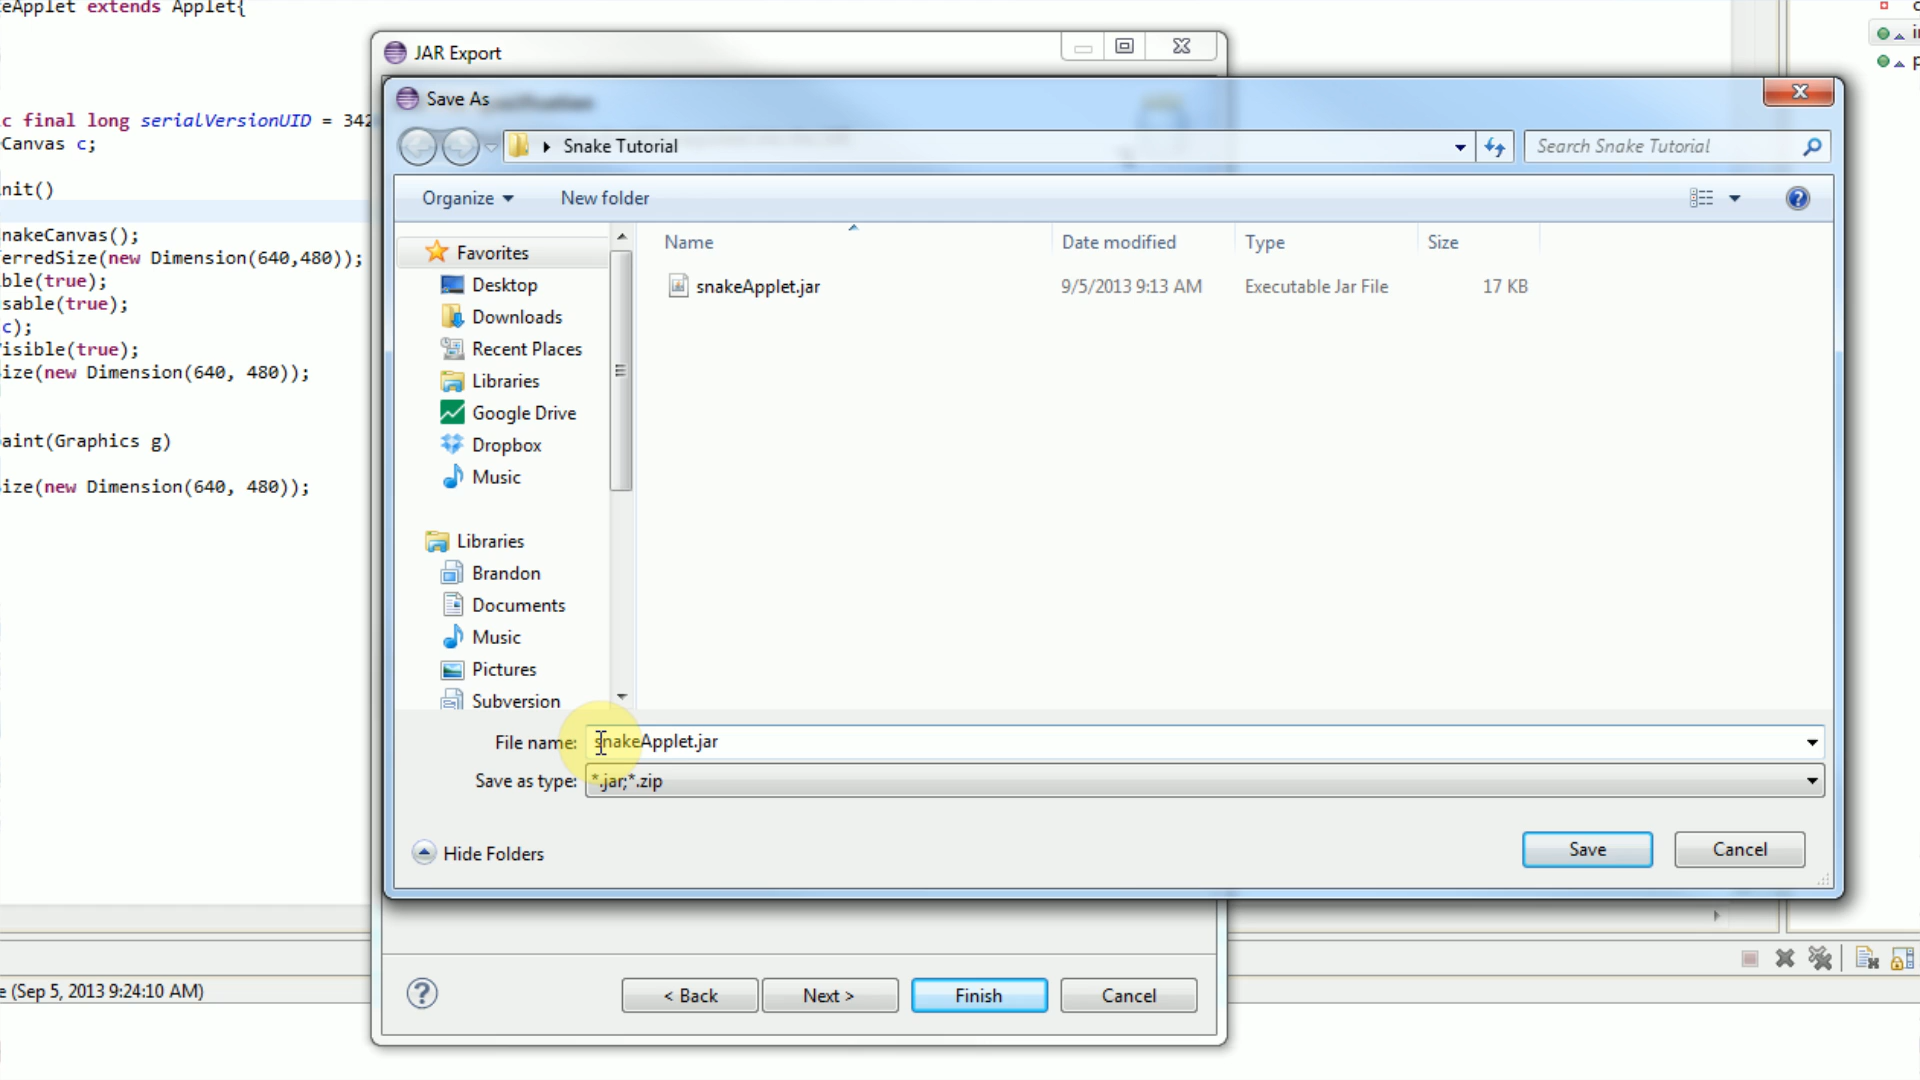 eApplet extends Applet{
c final long serialVersionUID = 342
Canvas c;
nit()
nakeCanvas();
erredSize(new Dimension(640,480));
ble(true);
sable(true);
c);
isible(true);
ize(new Dimension(640, 480));
aint(Graphics g)
ize(new Dimension(640, 480));
JAR Export
Save As
Snake Tutorial
Search Snake Tutorial
Organize
New folder
Name Date modified Type Size
snakeApplet.jar 9/5/2013 9:13 AM Executable Jar File 17 KB
Favorites
Desktop
Downloads
Recent Places
Libraries
Google Drive
Dropbox
Music
Libraries
Brandon
Documents
Music
Pictures
Subversion
File name: snakeApplet.jar
Save as type: *.jar;*.zip
Hide Folders
Save
Cancel
< Back
Next >
Finish
Cancel
e (Sep 5, 2013 9:24:10 AM)